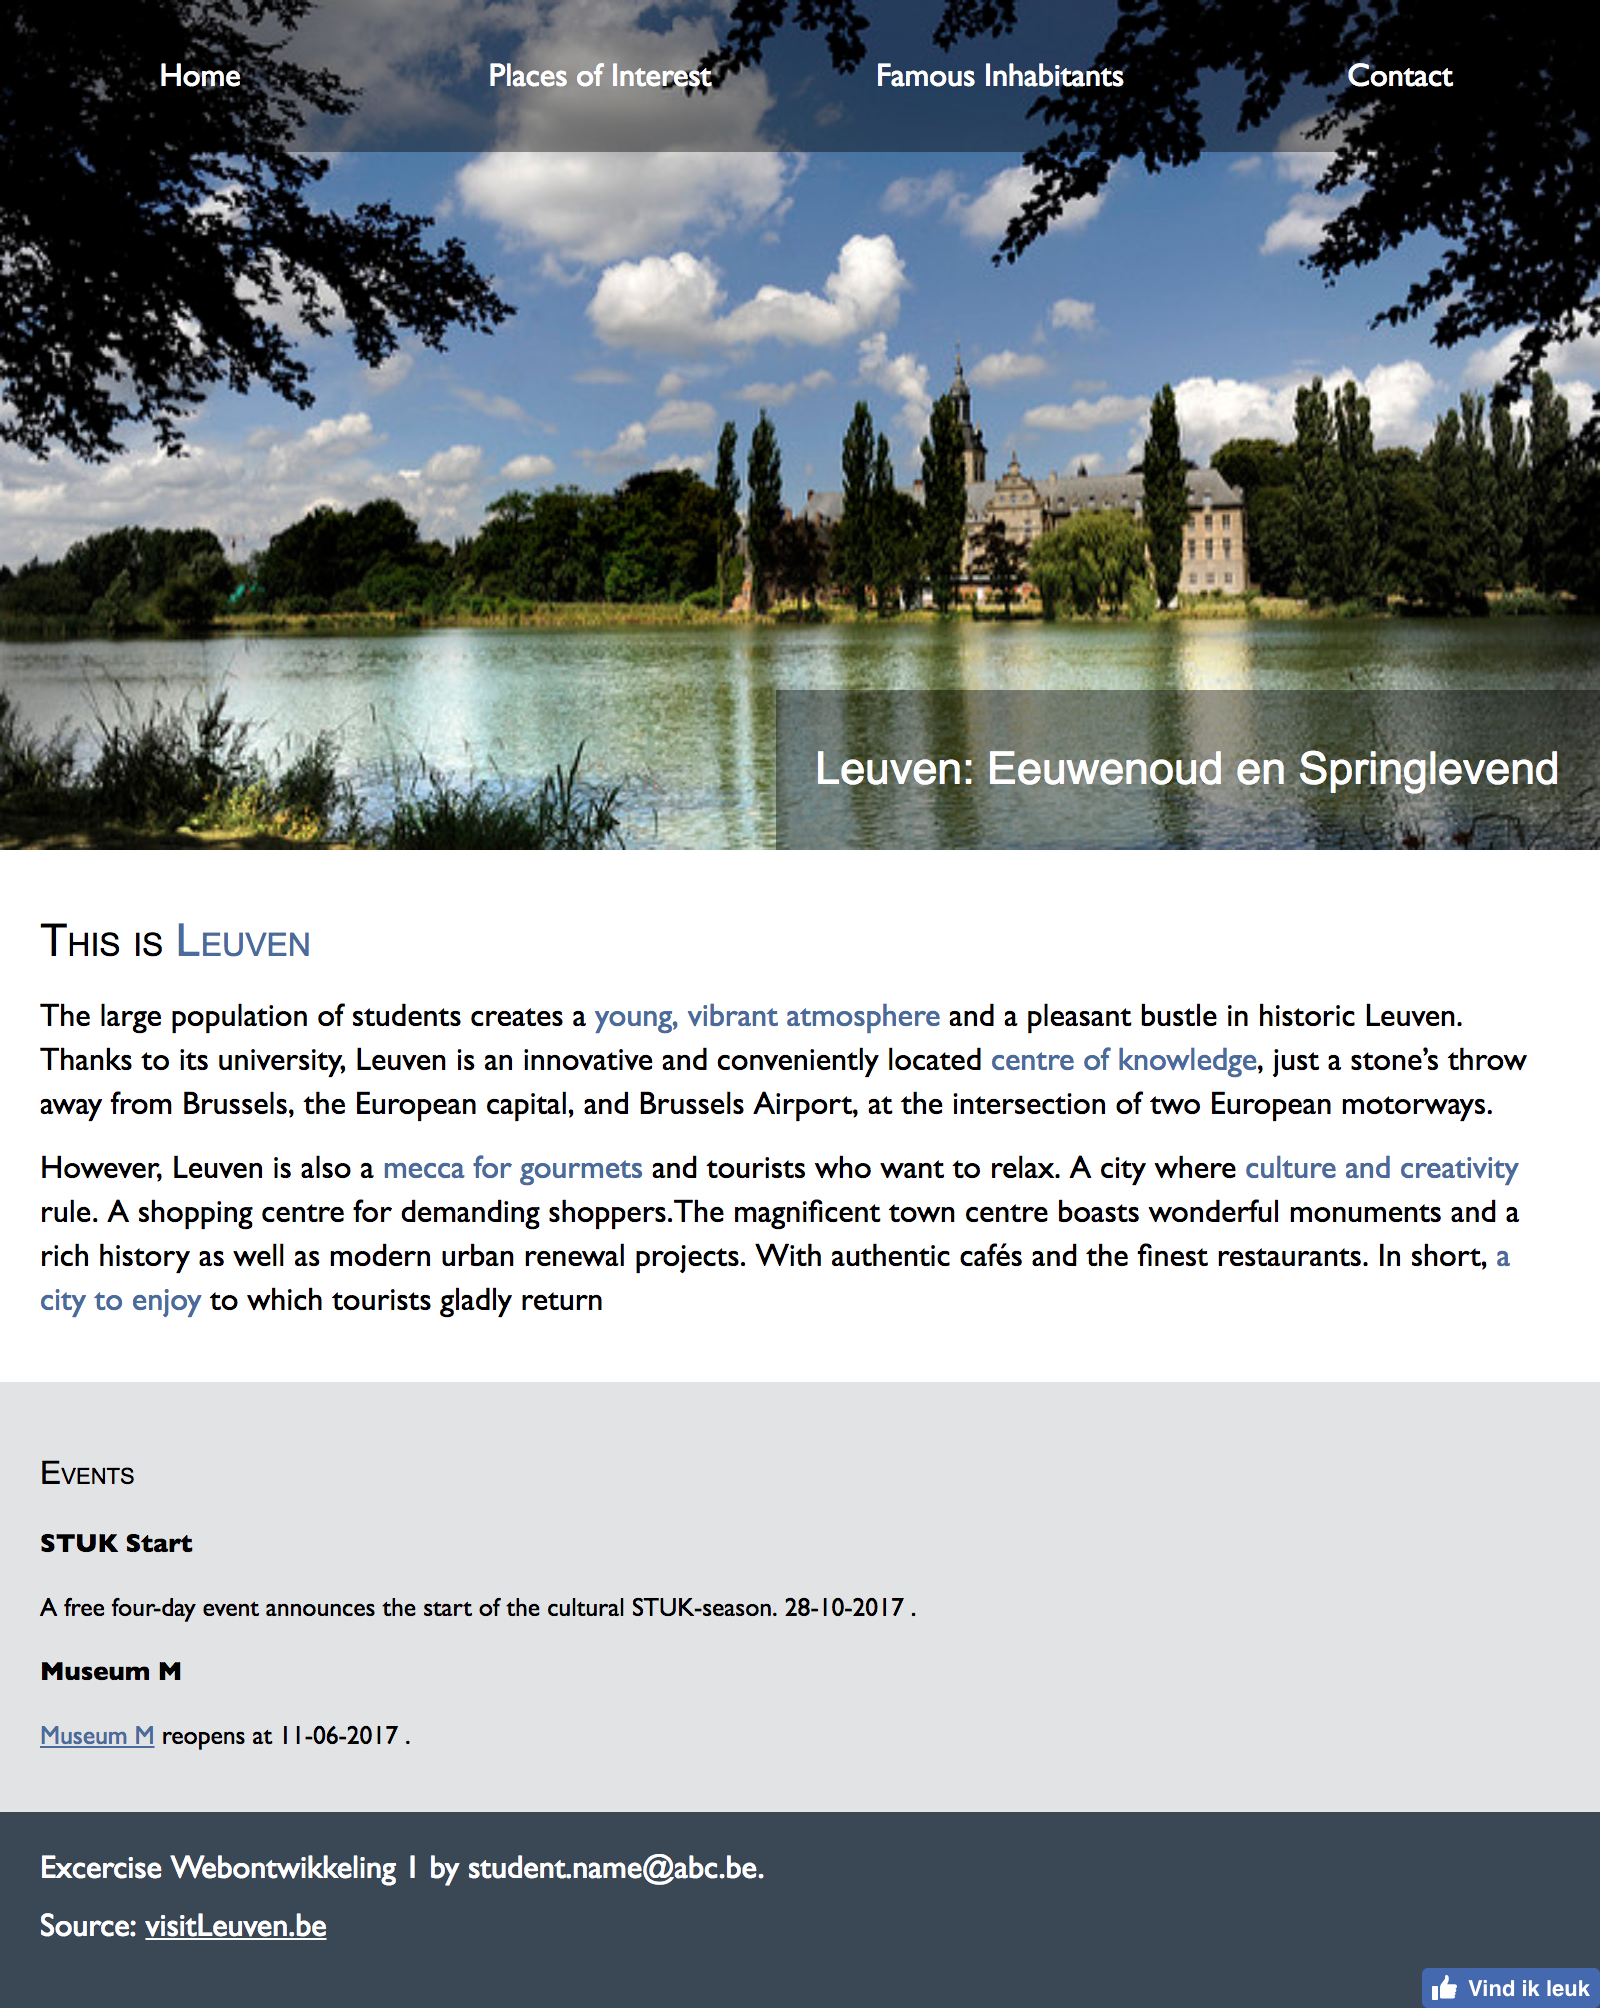 Home Places of Interest Famous Inhabitants Contact
Leuven: Eeuwenoud en Springlevend
This is Leuven
The large population of students creates a young, vibrant atmosphere and a pleasant bustle in historic Leuven.
Thanks to its university, Leuven is an innovative and conveniently located centre of knowledge, just a stone’s throw
away from Brussels, the European capital, and Brussels Airport, at the intersection of two European motorways.
However, Leuven is also a mecca for gourmets and tourists who want to relax. A city where culture and creativity
rule. A shopping centre for demanding shoppers.The magnificent town centre boasts wonderful monuments and a
rich history as well as modern urban renewal projects. With authentic cafés and the finest restaurants. In short, a
city to enjoy to which tourists gladly return
Events
STUK Start
A free four-day event announces the start of the cultural STUK-season. 28-10-2017 .
Museum M
Museum M reopens at 11-06-2017 .
Excercise Webontwikkeling 1 by student.name@abc.be.
Source: visitLeuven.be
Vind ik leuk